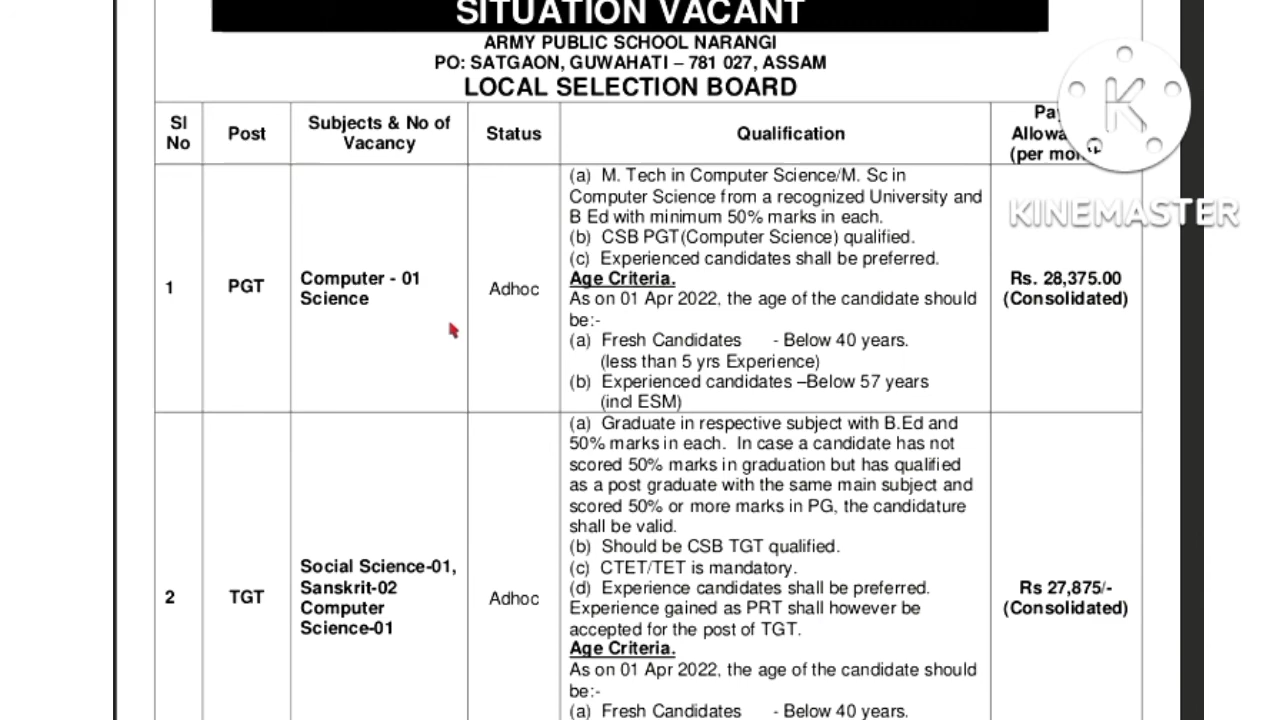 SITUATION VACANT
ARMY PUBLIC SCHOOL NARANGI
PO: SATGAON, GUWAHATI – 781 027, ASSAM
LOCAL SELECTION BOARD
Sl No
Post
Subjects & No of Vacancy
Status
Qualification
Pay
Allowa
(per mon
K
KINEMASTER
1
PGT
Computer - 01
Science
Adhoc
(a) M. Tech in Computer Science/M. Sc in
Computer Science from a recognized University and
B Ed with minimum 50% marks in each.
(b) CSB PGT(Computer Science) qualified.
(c) Experienced candidates shall be preferred.
Age Criteria.
As on 01 Apr 2022, the age of the candidate should
be:-
(a) Fresh Candidates - Below 40 years.
(less than 5 yrs Experience)
(b) Experienced candidates –Below 57 years
(incl ESM)
Rs. 28,375.00
(Consolidated)
2
TGT
Social Science-01,
Sanskrit-02
Computer
Science-01
Adhoc
(a) Graduate in respective subject with B.Ed and
50% marks in each. In case a candidate has not
scored 50% marks in graduation but has qualified
as a post graduate with the same main subject and
scored 50% or more marks in PG, the candidature
shall be valid.
(b) Should be CSB TGT qualified.
(c) CTET/TET is mandatory.
(d) Experience candidates shall be preferred.
Experience gained as PRT shall however be
accepted for the post of TGT.
Age Criteria.
As on 01 Apr 2022, the age of the candidate should
be:-
(a) Fresh Candidates - Below 40 years.
Rs 27,875/-
(Consolidated)